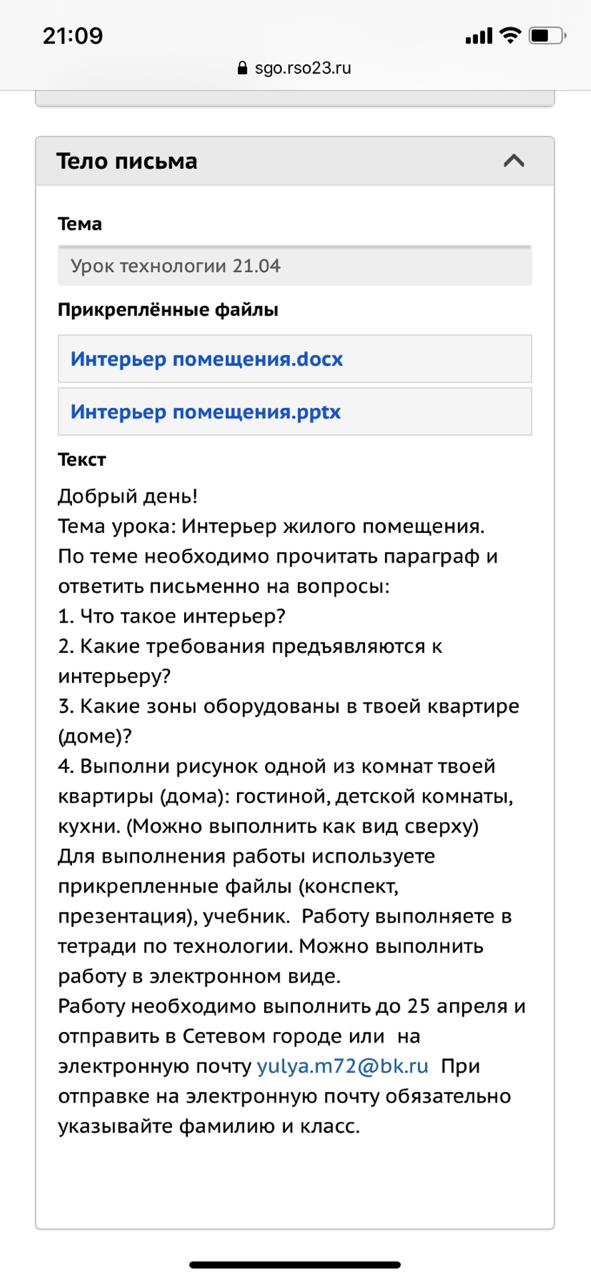 21:09
sgo.rso23.ru
Тело письма
Тема
Урок технологии 21.04
Прикреплённые файлы
Интерьер помещения.docx
Интерьер помещения.pptx
Текст
Добрый день!
Тема урока: Интерьер жилого помещения.
По теме необходимо прочитать параграф и
ответить письменно на вопросы:
1. Что такое интерьер?
2. Какие требования предъявляются к
интерьеру?
3. Какие зоны оборудованы в твоей квартире
(доме)?
4. Выполни рисунок одной из комнат твоей
квартиры (дома): гостиной, детской комнаты,
кухни. (Можно выполнить как вид сверху)
Для выполнения работы используете
прикрепленные файлы (конспект,
презентация), учебник. Работу выполняете в
тетради по технологии. Можно выполнить
работу в электронном виде.
Работу необходимо выполнить до 25 апреля и
отправить в Сетевом городе или на
электронную почту yulya.m72@bk.ru При
отправке на электронную почту обязательно
указывайте фамилию и класс.